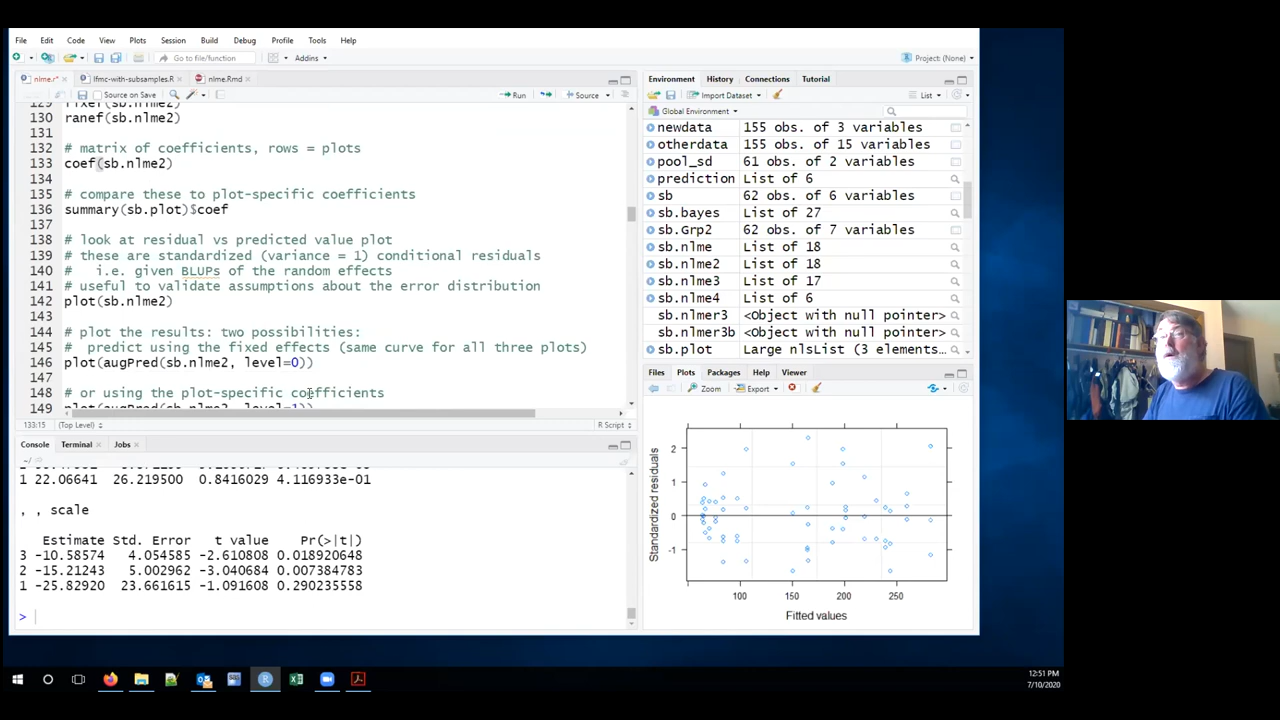 File Edit Code View Plots Session Build Debug Profile Tools Help
Go to file/function Addins Project: (None)
nlme.r* lfmc-with-subsamples.R nlme.Rmd
Source on Save Run Source
129 fixef(sb.nlme2)
130 ranef(sb.nlme2)
131
132 # matrix of coefficients, rows = plots
133 coef(sb.nlme2)
134
135 # compare these to plot-specific coefficients
136 summary(sb.plot)$coef
137
138 # look at residual vs predicted value plot
139 # these are standardized (variance = 1) conditional residuals
140 #   i.e. given BLUPs of the random effects
141 # useful to validate assumptions about the error distribution
142 plot(sb.nlme2)
143
144 # plot the results: two possibilities:
145 #  predict using the fixed effects (same curve for all three plots)
146 plot(augPred(sb.nlme2, level=0))
147
148 # or using the plot-specific coefficients
149 plot(augPred(sb.nlme2, level=1))
133:15 (Top Level) R Script
Console Terminal Jobs
~/
1 22.06641 26.219500 0.8416029 4.116933e-01
, , scale
Estimate Std. Error t value Pr(>|t|)
3 -10.58574 4.054585 -2.610808 0.018920648
2 -15.21243 5.002962 -3.040684 0.007384783
1 -25.82920 23.661615 -1.091608 0.290235558
>
Environment History Connections Tutorial
Import Dataset List
Global Environment
newdata 155 obs. of 3 variables
otherdata 155 obs. of 15 variables
pool_sd 61 obs. of 2 variables
prediction List of 6
sb 62 obs. of 6 variables
sb.bayes List of 27
sb.Grp2 62 obs. of 7 variables
sb.nlme List of 18
sb.nlme2 List of 18
sb.nlme3 List of 17
sb.nlme4 List of 6
sb.nlmer3 <Object with null pointer>
sb.nlmer3b <Object with null pointer>
sb.plot Large nlsList (3 elements…
Files Plots Packages Help Viewer
Zoom Export
Standardized residuals
2
1
0
-1
100 150 200 250
Fitted values
12:51 PM
7/10/2020